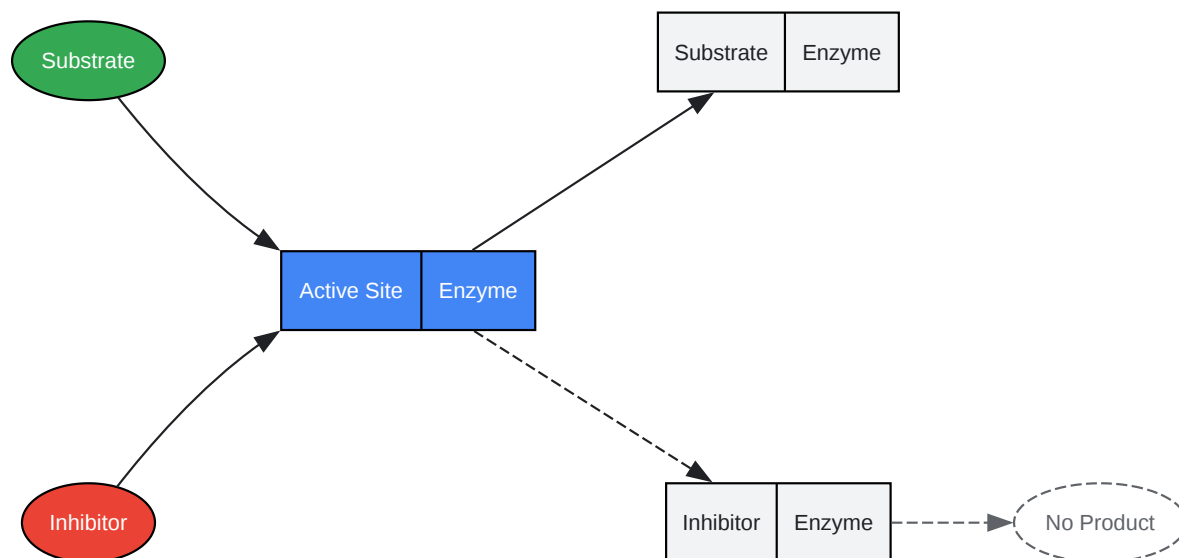 Substrate
Substrate Enzyme
Active Site Enzyme
Inhibitor
Inhibitor Enzyme
No Product